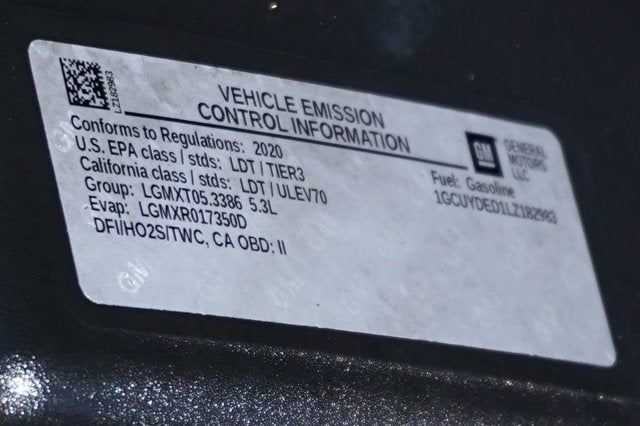 LZ182983
VEHICLE EMISSION
CONTROL INFORMATION
Conforms to Regulations: 2020
U.S. EPA class / stds: LDT / TIER3
California class / stds: LDT / ULEV70
Group: LGMXT05.3386 5.3L
Evap: LGMXR017350D
DFI/HO2S/TWC, CA OBD: II
GM
GENERAL
MOTORS
LLC
Fuel: Gasoline
1GCUYDED1LZ182983